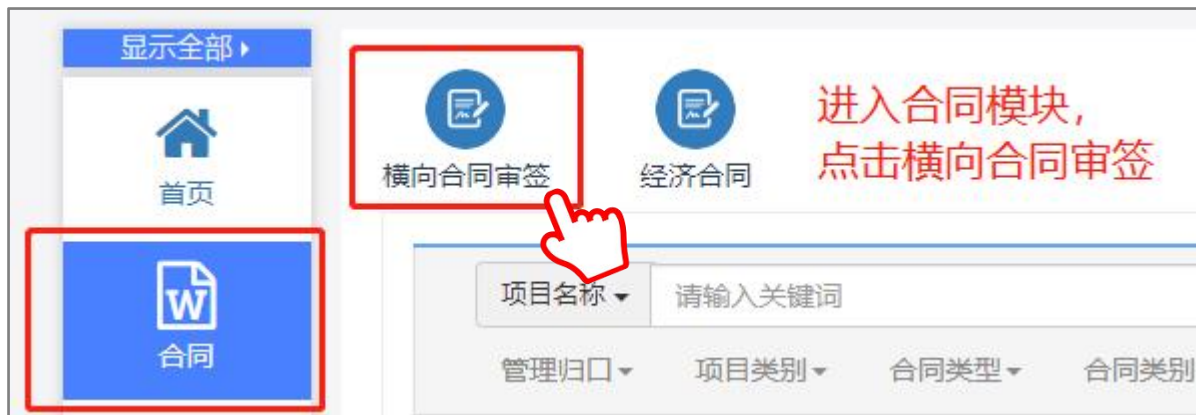 显示全部
首页
合同
横向合同审签
经济合同
进入合同模块，
点击横向合同审签
项目名称
请输入关键词
管理归口
项目类别
合同类型
合同类别